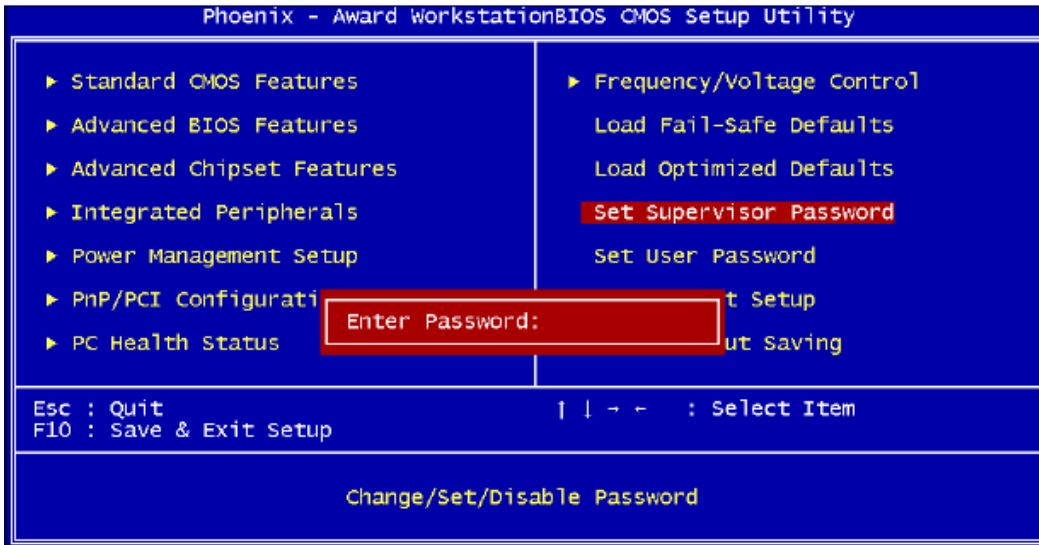 Phoenix - Award WorkstationBIOS CMOS Setup Utility
▶ Standard CMOS Features
▶ Advanced BIOS Features
▶ Advanced Chipset Features
▶ Integrated Peripherals
▶ Power Management Setup
▶ PnP/PCI Configurati
▶ PC Health Status
▶ Frequency/Voltage Control
Load Fail-Safe Defaults
Load Optimized Defaults
Set Supervisor Password
Set User Password
t Setup
ut Saving
Enter Password:
Esc : Quit
F10 : Save & Exit Setup
↑ ↓ → ← : Select Item
Change/Set/Disable Password